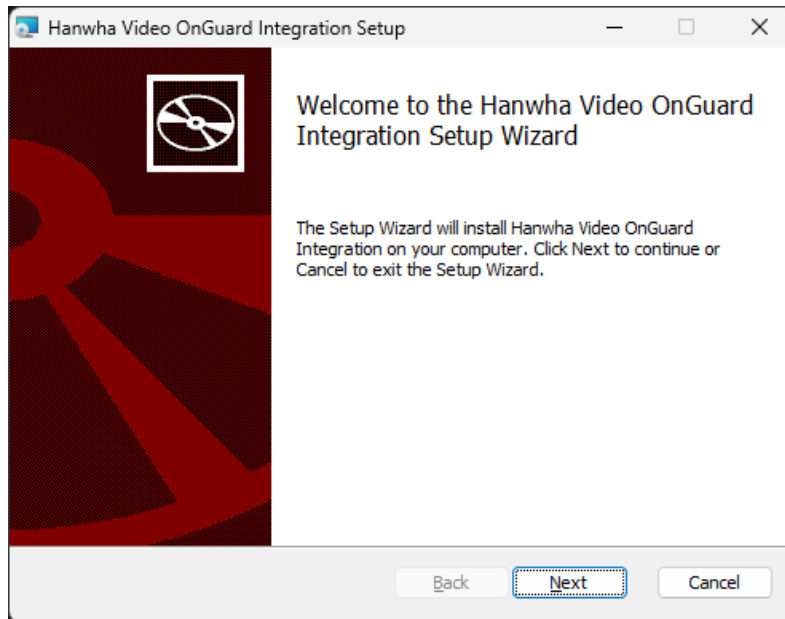 Hanwha Video OnGuard Integration Setup
Welcome to the Hanwha Video OnGuard
Integration Setup Wizard
The Setup Wizard will install Hanwha Video OnGuard
Integration on your computer. Click Next to continue or
Cancel to exit the Setup Wizard.
Back Next Cancel